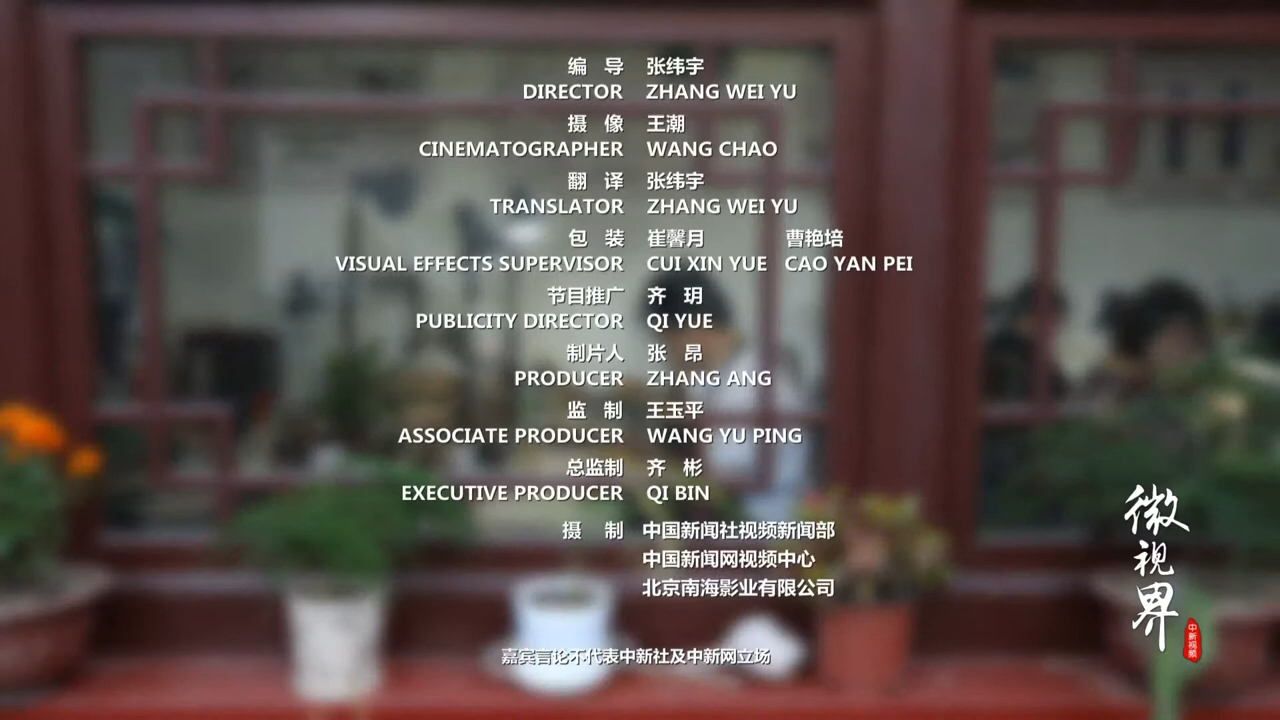 编 导 张纬宇
DIRECTOR ZHANG WEI YU
摄 像 王潮
CINEMATOGRAPHER WANG CHAO
翻 译 张纬宇
TRANSLATOR ZHANG WEI YU
包 装 崔馨月 曹艳培
VISUAL EFFECTS SUPERVISOR CUI XIN YUE CAO YAN PEI
节目推广 齐 玥
PUBLICITY DIRECTOR QI YUE
制片人 张 昂
PRODUCER ZHANG ANG
监 制 王玉平
ASSOCIATE PRODUCER WANG YU PING
总监制 齐 彬
EXECUTIVE PRODUCER QI BIN
摄 制 中国新闻社视频新闻部
中国新闻网视频中心
北京南海影业有限公司
嘉宾言论不代表中新社及中新网立场
微视界
中新视频